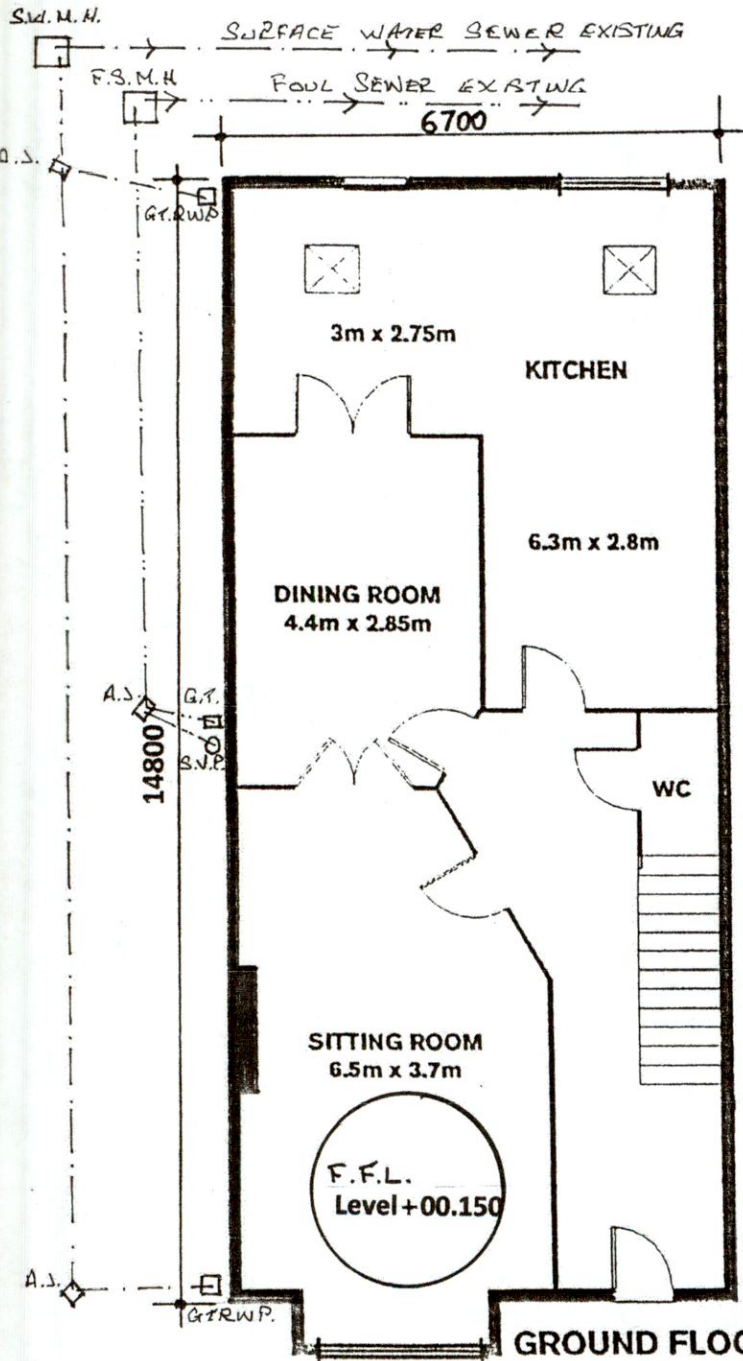 S.W.M.H.
SURFACE WATER SEWER EXISTING
F.S.M.H
FOUL SEWER EXISTING
6700
A.J.
GT.RWP
3m x 2.75m
KITCHEN
6.3m x 2.8m
DINING ROOM
4.4m x 2.85m
A.J.
G.T.
S.V.P.
14800
WC
SITTING ROOM
6.5m x 3.7m
F.F.L.
Level+00.150
A.J.
GTRWP.
GROUND FLOO